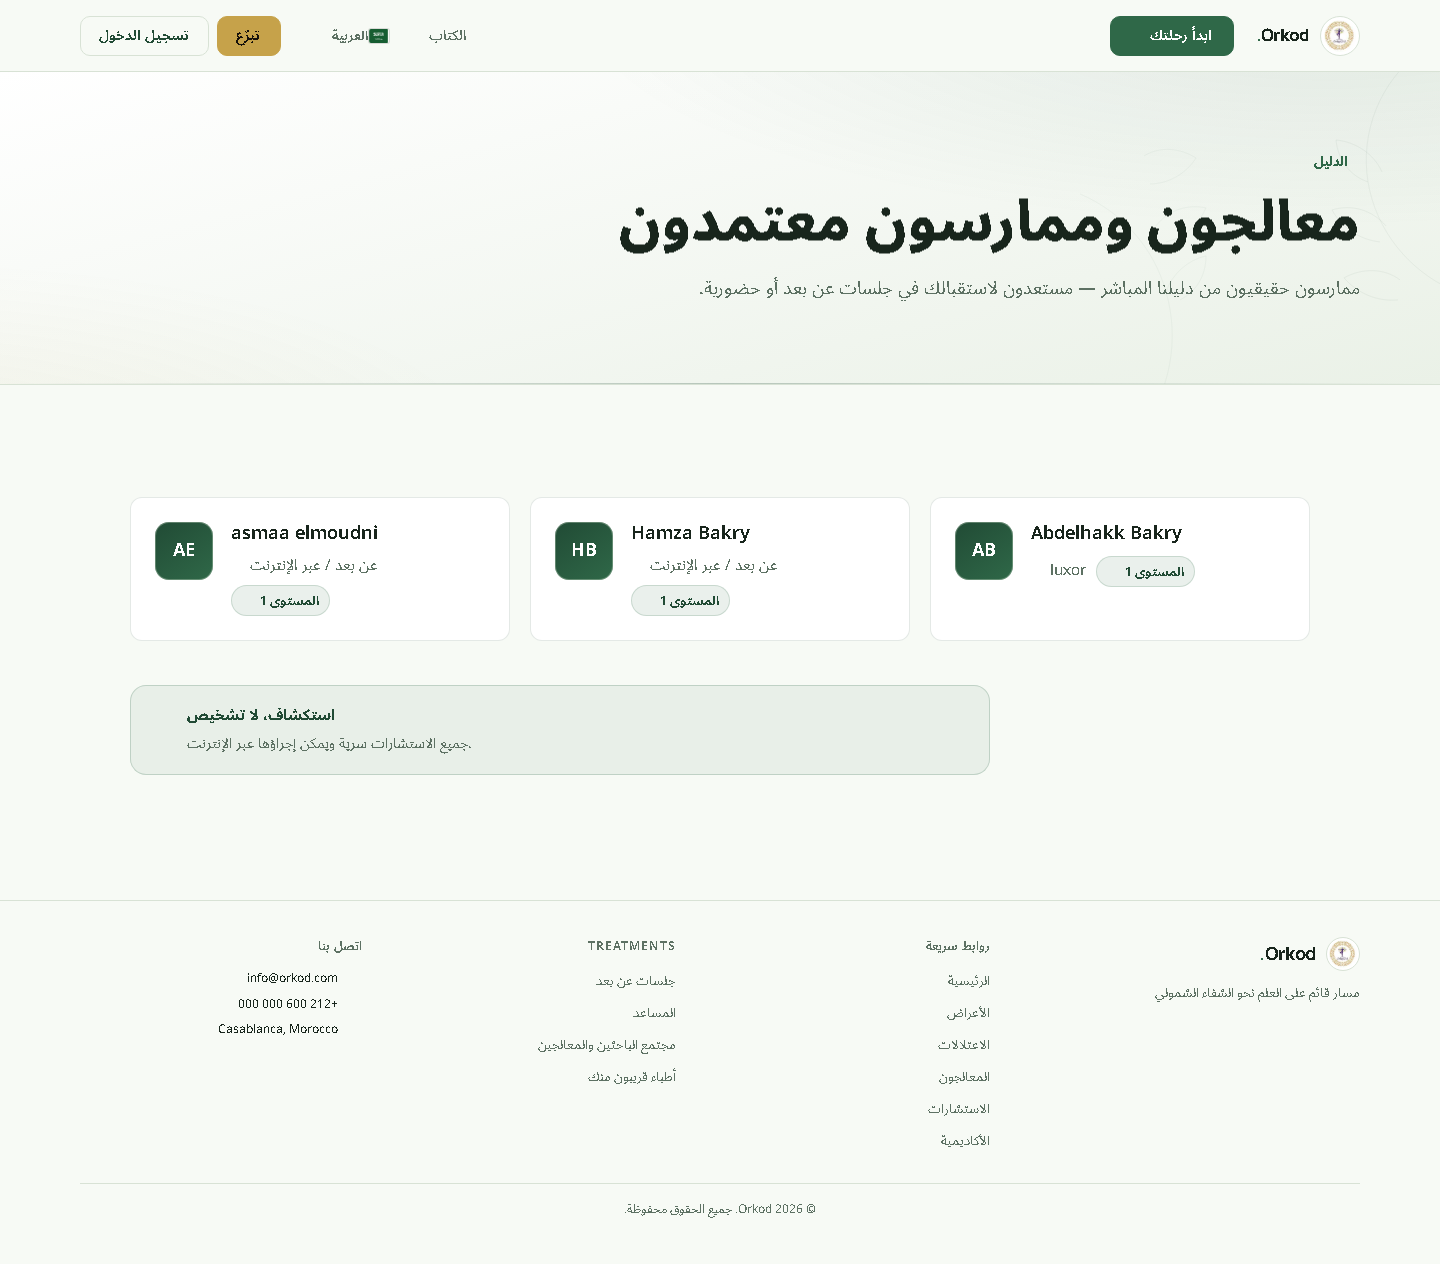 Orkod.
ابدأ رحلتك
الكتاب
العربية
تبرّع
تسجيل الدخول
الدليل
معالجون وممارسون معتمدون
ممارسون حقيقيون من دليلنا المباشر — مستعدون لاستقبالك في جلسات عن بعد أو حضورية.
AB
Abdelhakk Bakry
luxor
المستوى 1
HB
Hamza Bakry
عن بعد / عبر الإنترنت
المستوى 1
AE
asmaa elmoudni
عن بعد / عبر الإنترنت
المستوى 1
استكشاف، لا تشخيص
جميع الاستشارات سرية ويمكن إجراؤها عبر الإنترنت.
Orkod.
مسار قائم على العلم نحو الشفاء الشمولي
روابط سريعة
الرئيسية
الأعراض
الاعتلالات
المعالجون
الاستشارات
الأكاديمية
TREATMENTS
جلسات عن بعد
المساعد
مجتمع الباحثين والمعالجين
أطباء قريبون منك
اتصل بنا
info@orkod.com
000 000 600 212+
Casablanca, Morocco
© 2026 Orkod. جميع الحقوق محفوظة.